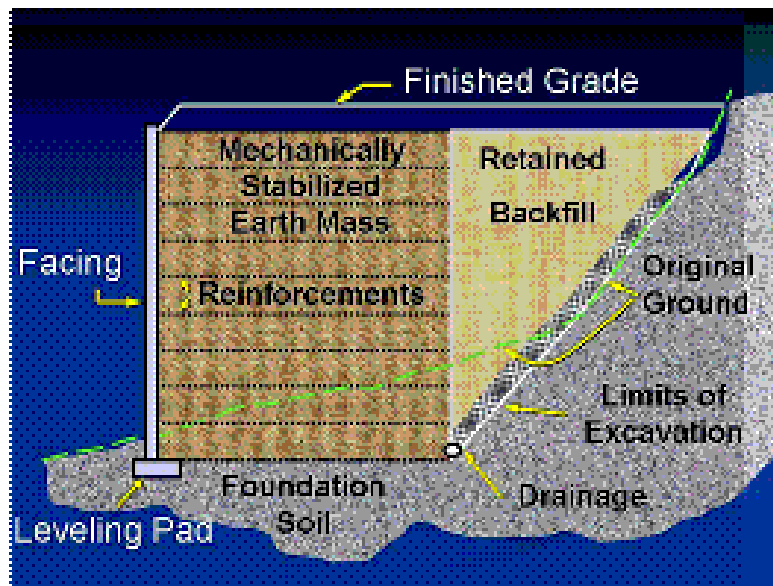 Finished Grade
Mechanically
Stabilized
Earth Mass
Retained
Backfill
Facing
Reinforcements
Original
Ground
Limits of
Excavation
Foundation
Soil
Drainage
Leveling Pad